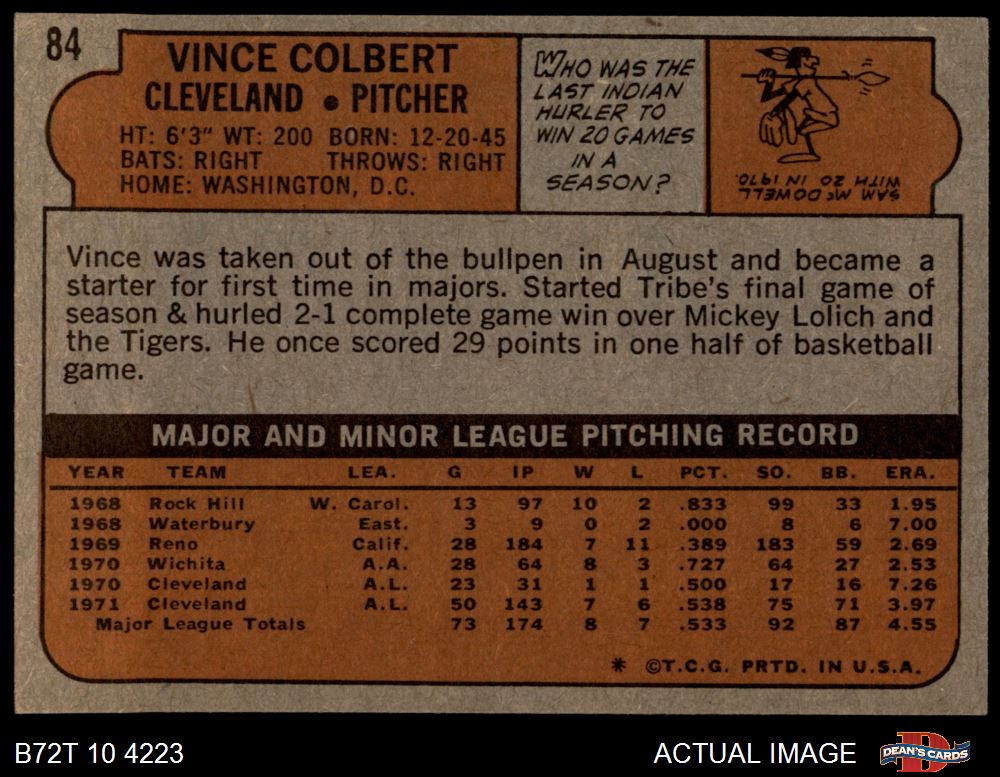 84
VINCE COLBERT
CLEVELAND • PITCHER
HT: 6'3" WT: 200 BORN: 12-20-45
BATS: RIGHT THROWS: RIGHT
HOME: WASHINGTON, D.C.
WHO WAS THE
LAST INDIAN
HURLER TO
WIN 20 GAMES
IN A
SEASON?
SAM McDOWELL
WITH 20 IN 1970.
Vince was taken out of the bullpen in August and became a
starter for first time in majors. Started Tribe's final game of
season & hurled 2-1 complete game win over Mickey Lolich and
the Tigers. He once scored 29 points in one half of basketball
game.
MAJOR AND MINOR LEAGUE PITCHING RECORD
YEAR TEAM LEA. G IP W L PCT. SO. BB. ERA.
1968 Rock Hill W. Carol. 13 97 10 2 .833 99 33 1.95
1968 Waterbury East. 3 9 0 2 .000 8 6 7.00
1969 Reno Calif. 28 184 7 11 .389 183 59 2.69
1970 Wichita A.A. 28 64 8 3 .727 64 27 2.53
1970 Cleveland A.L. 23 31 1 1 .500 17 16 7.26
1971 Cleveland A.L. 50 143 7 6 .538 75 71 3.97
Major League Totals 73 174 8 7 .533 92 87 4.55
* ©T.C.G. PRTD. IN U.S.A.
B72T 10 4223
ACTUAL IMAGE
DEAN'S CARDS